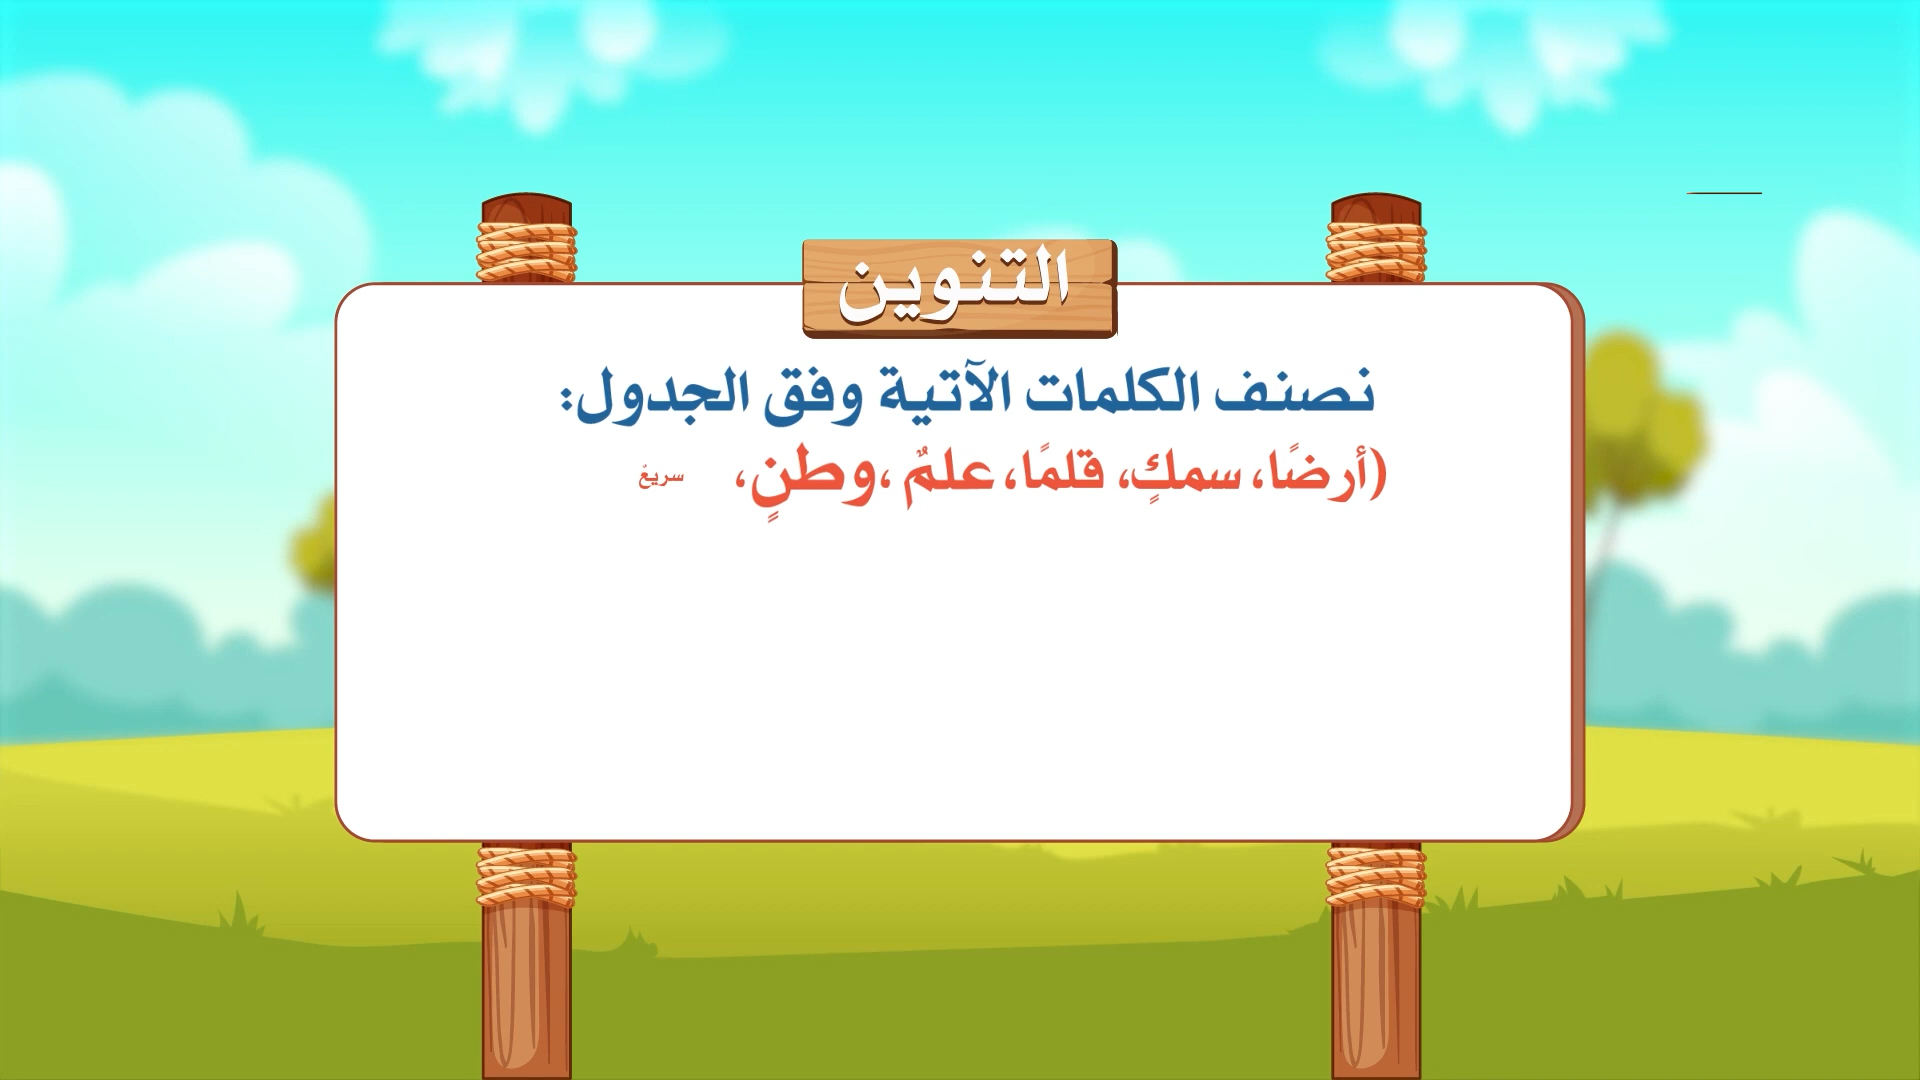 التنوين
نصنف الكلمات الآتية وفق الجدول:
(أرضًا، سمكٍ، قلمًا، علمٌ ،وطنٍ، سريعٌ